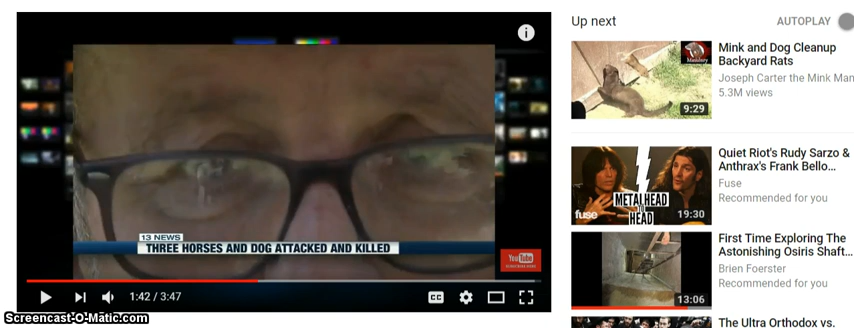 Up next
AUTOPLAY
Mink and Dog Cleanup
Backyard Rats
Joseph Carter the Mink Man
5.3M views
9:29
Quiet Riot's Rudy Sarzo &
Anthrax's Frank Bello...
Fuse
Recommended for you
METALHEAD
TO
HEAD
fuse
19:30
First Time Exploring The
Astonishing Osiris Shaft...
Brien Foerster
Recommended for you
13:06
The Ultra Orthodox vs.
13 NEWS
THREE HORSES AND DOG ATTACKED AND KILLED
YouTube
1:42 / 3:47
CC
Screencast-O-Matic.com